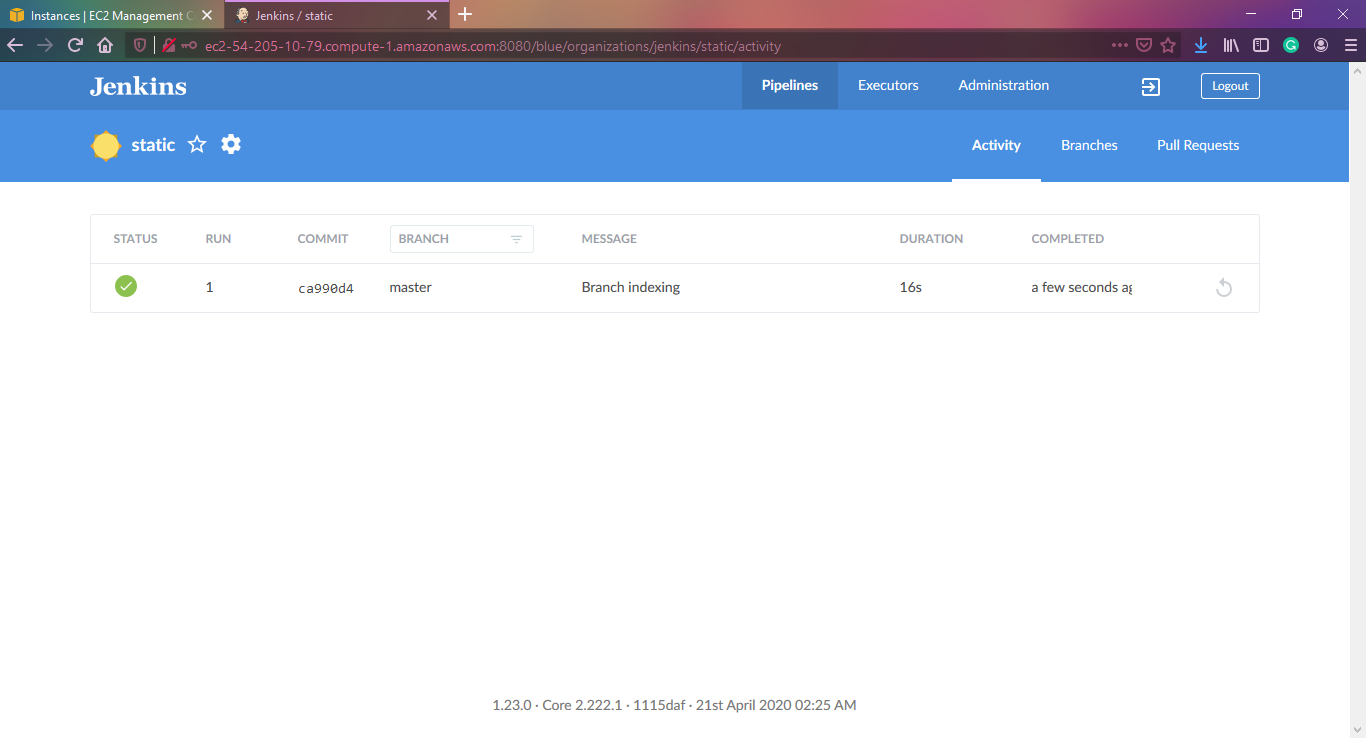 Instances | EC2 Management C
Jenkins / static
ec2-54-205-10-79.compute-1.amazonaws.com:8080/blue/organizations/jenkins/static/activity
Jenkins
Pipelines
Executors
Administration
Logout
static
Activity
Branches
Pull Requests
STATUS RUN COMMIT BRANCH MESSAGE DURATION COMPLETED
1 ca990d4 master Branch indexing 16s a few seconds ag
1.23.0 · Core 2.222.1 · 1115daf · 21st April 2020 02:25 AM